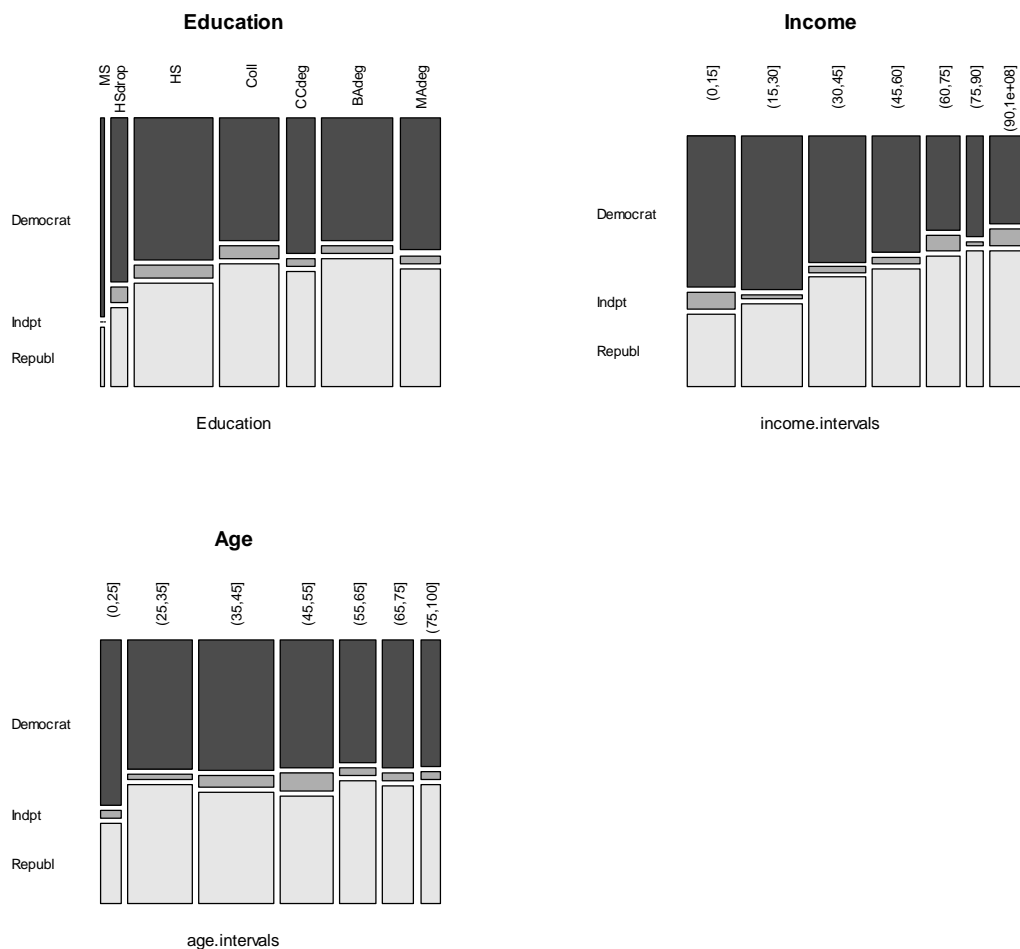 Education
MS
HSdrop
HS
Coll
CCdeg
BAdeg
MAdeg
Democrat
Indpt
Republ
Education
Income
(0,15]
(15,30]
(30,45]
(45,60]
(60,75]
(75,90]
(90,1e+08]
Democrat
Indpt
Republ
income.intervals
Age
(0,25]
(25,35]
(35,45]
(45,55]
(55,65]
(65,75]
(75,100]
Democrat
Indpt
Republ
age.intervals